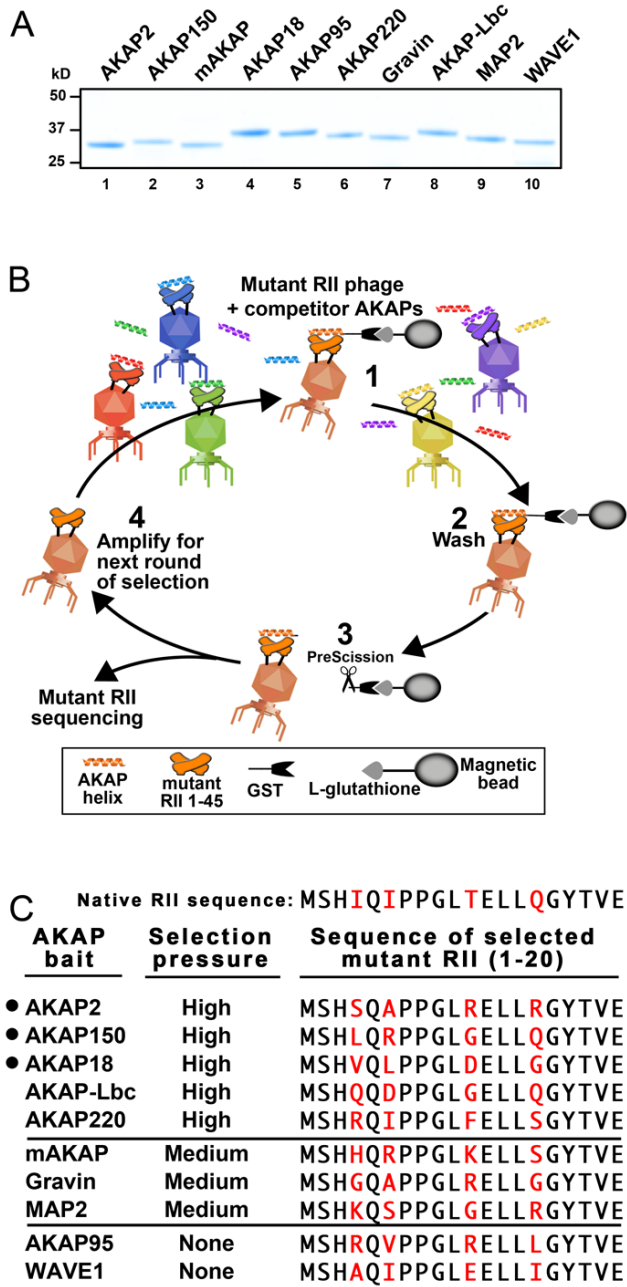 A
AKAP2 AKAP150 mAKAP AKAP18 AKAP95 AKAP220 Gravin AKAP-Lbc MAP2 WAVE1
kD
50
37
25
1 2 3 4 5 6 7 8 9 10
B
Mutant RII phage
+ competitor AKAPs
1
2
Wash
3
PreScission
4
Amplify for
next round
of selection
Mutant RII
sequencing
AKAP
helix
mutant
RII 1-45
GST
L-glutathione
Magnetic
bead
C
Native RII sequence: MSHIQIPPGLTELLQGYTVE
AKAP
bait
Selection
pressure
Sequence of selected
mutant RII (1-20)
● AKAP2 High MSHSQAPPGLRELLRGYTVE
● AKAP150 High MSHLQRPPGLGELLQGYTVE
● AKAP18 High MSHVQLPPGLDELLGGYTVE
AKAP-Lbc High MSHQQDPPGLGELLQGYTVE
AKAP220 High MSHRQIPPGLFELLSGYTVE
mAKAP Medium MSHHQRPPGLKELLSGYTVE
Gravin Medium MSHGQAPPGLRELLGGYTVE
MAP2 Medium MSHKQSPPGLGELLRGYTVE
AKAP95 None MSHRQVPPGLRELLLGYTVE
WAVE1 None MSHAQIPPGLEELLIGYTVE